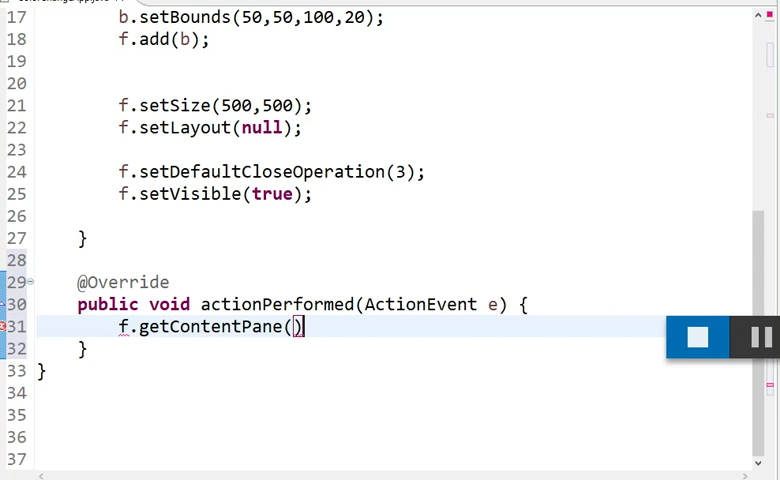 17 b.setBounds(50,50,100,20);
18 f.add(b);
19
20
21 f.setSize(500,500);
22 f.setLayout(null);
23
24 f.setDefaultCloseOperation(3);
25 f.setVisible(true);
26
27 }
28
29 @Override
30 public void actionPerformed(ActionEvent e) {
31 f.getContentPane()
32 }
33 }
34
35
36
37